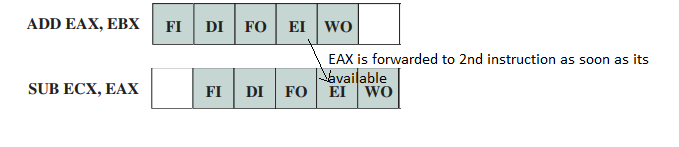 ADD EAX, EBX FI DI FO EI WO
EAX is forwarded to 2nd instruction as soon as its
available
SUB ECX, EAX FI DI FO EI WO